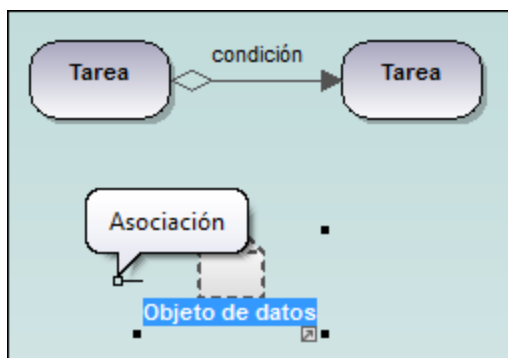 condición
Tarea
Tarea
Asociación
Objeto de datos